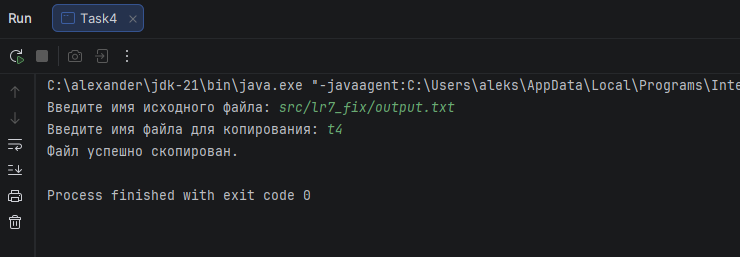 Run Task4
C:\alexander\jdk-21\bin\java.exe "-javaagent:C:\Users\aleks\AppData\Local\Programs\Inte
Введите имя исходного файла: src/lr7_fix/output.txt
Введите имя файла для копирования: t4
Файл успешно скопирован.
Process finished with exit code 0